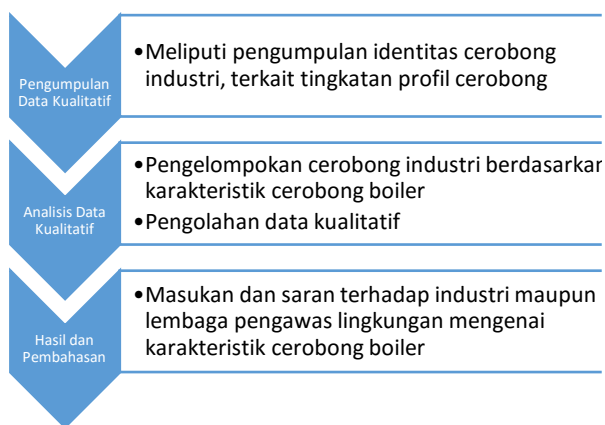 Pengumpulan
Data Kualitatif
•Meliputi pengumpulan identitas cerobong
industri, terkait tingkatan profil cerobong
Analisis Data
Kualitatif
•Pengelompokan cerobong industri berdasarkan
karakteristik cerobong boiler
•Pengolahan data kualitatif
Hasil dan
Pembahasan
•Masukan dan saran terhadap industri maupun
lembaga pengawas lingkungan mengenai
karakteristik cerobong boiler